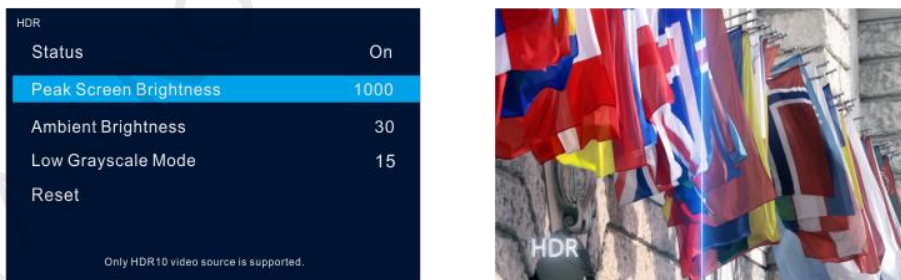 HDR
Status On
Peak Screen Brightness 1000
Ambient Brightness 30
Low Grayscale Mode 15
Reset
Only HDR10 video source is supported.
HDR